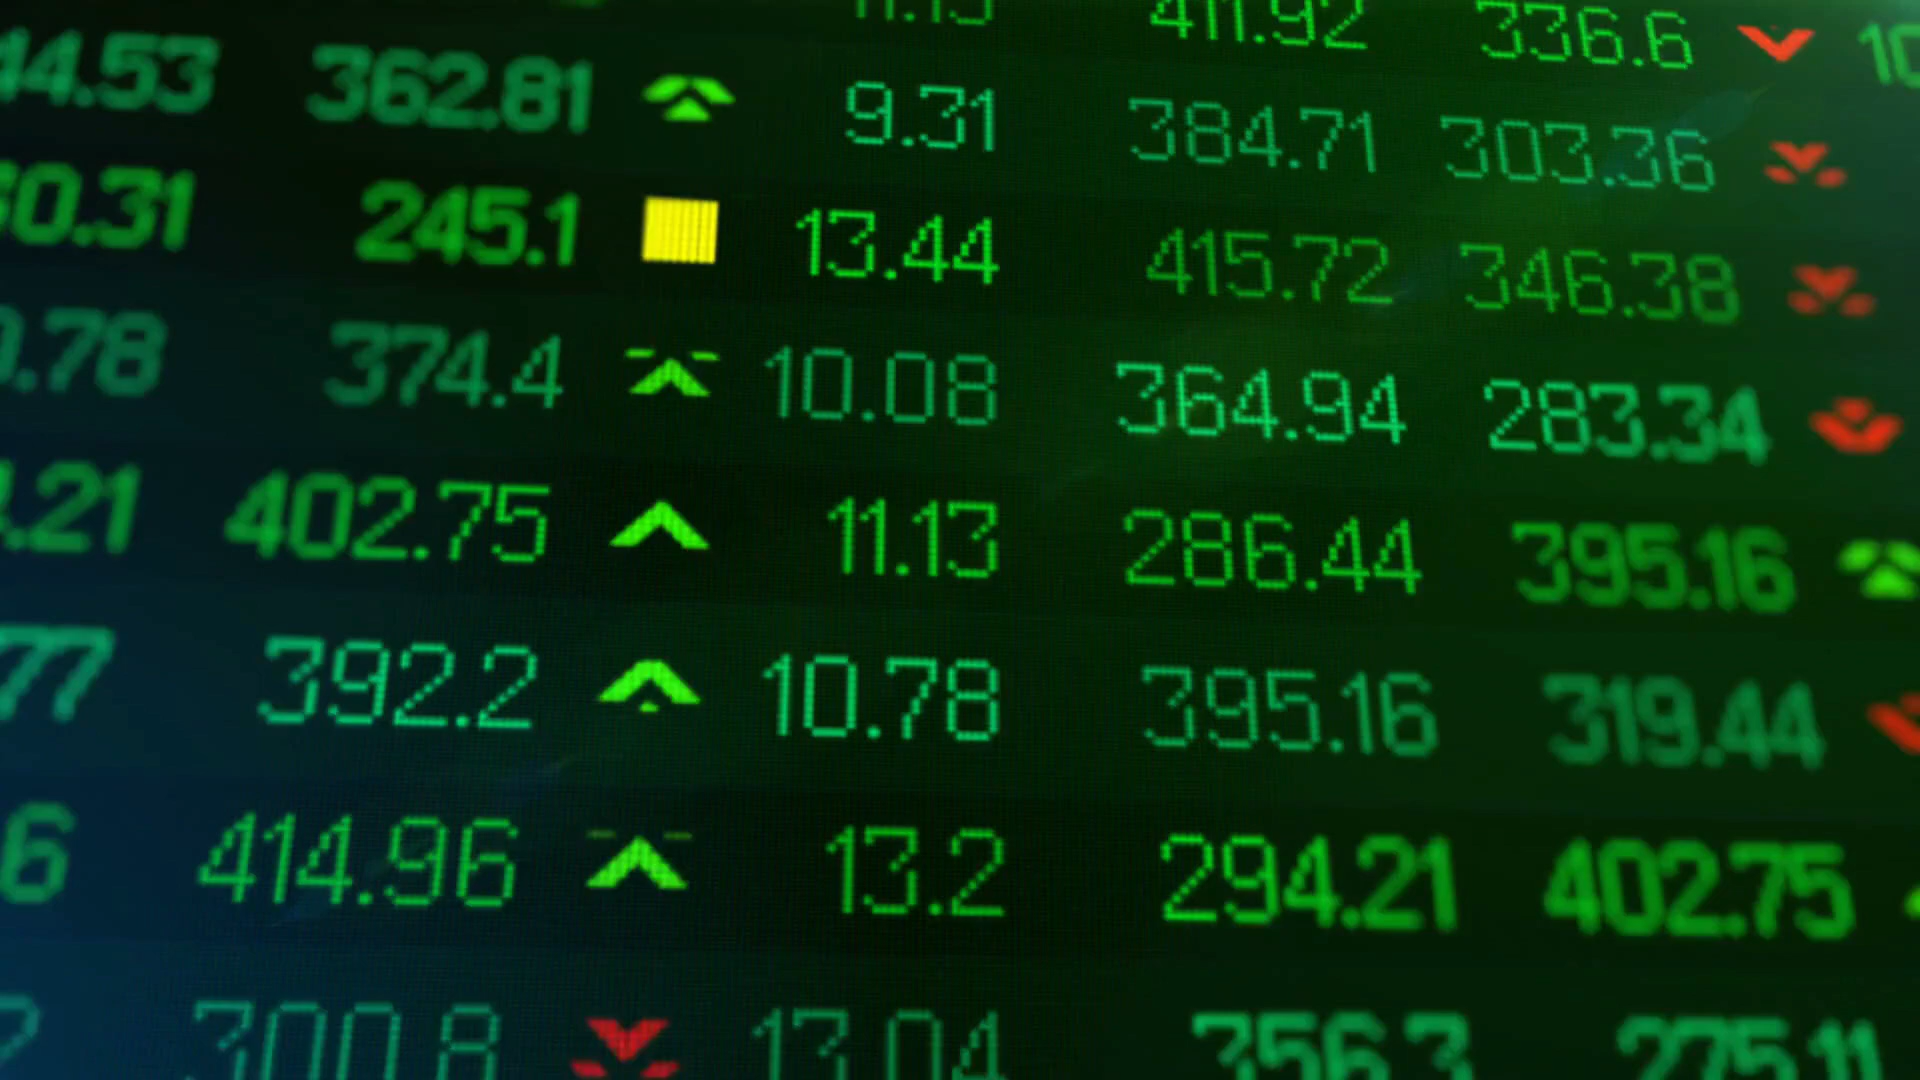 11.13 411.92 336.6 10
44.53 362.81 9.31 384.71 303.36
60.31 245.1 13.44 415.72 346.38
0.78 374.4 10.08 364.94 283.34
.21 402.75 11.13 286.44 395.16
77 392.2 10.78 395.16 319.44
6 414.96 13.2 294.21 402.75
2 300.8 13.04 356.3 275.11